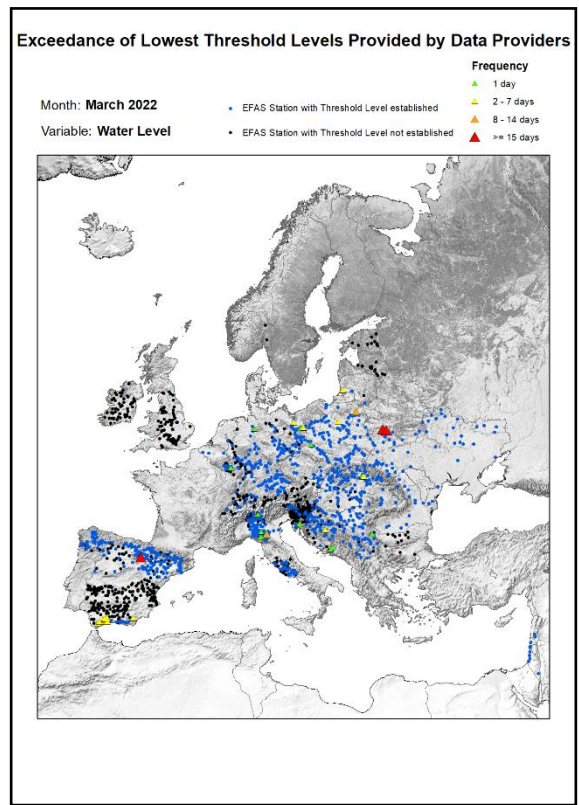 Exceedance of Lowest Threshold Levels Provided by Data Providers
Frequency
1 day
2 - 7 days
8 - 14 days
>= 15 days
Month: March 2022
EFAS Station with Threshold Level established
Variable: Water Level
EFAS Station with Threshold Level not established